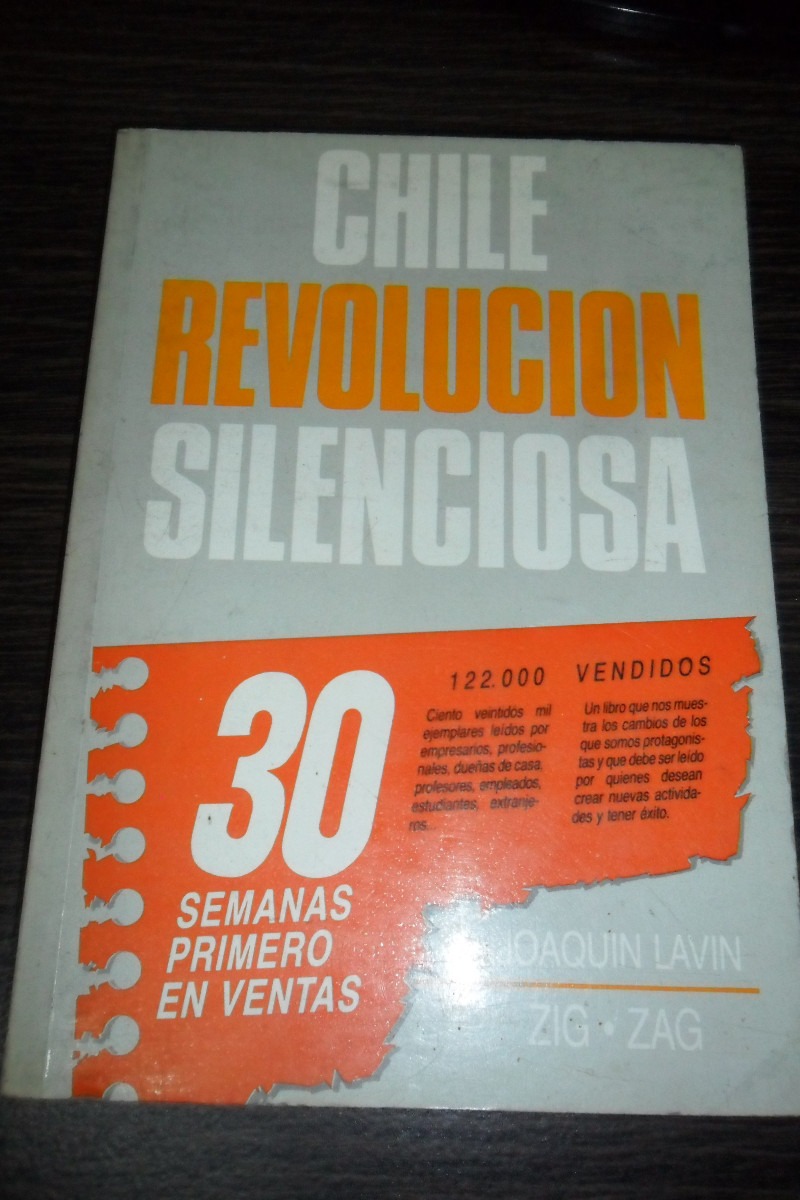 CHILE
REVOLUCION
SILENCIOSA
30
SEMANAS
PRIMERO
EN VENTAS
122.000 VENDIDOS
Ciento veintidós mil
ejemplares leídos por
empresarios, profesio-
nales, dueñas de casa,
profesores, empleados,
estudiantes, extranje-
ros...
Un libro que nos mues-
tra los cambios de los
que somos protagonis-
tas y que debe ser leído
por quienes desean
crear nuevas activida-
des y tener éxito.
JOAQUIN LAVIN
ZIG • ZAG